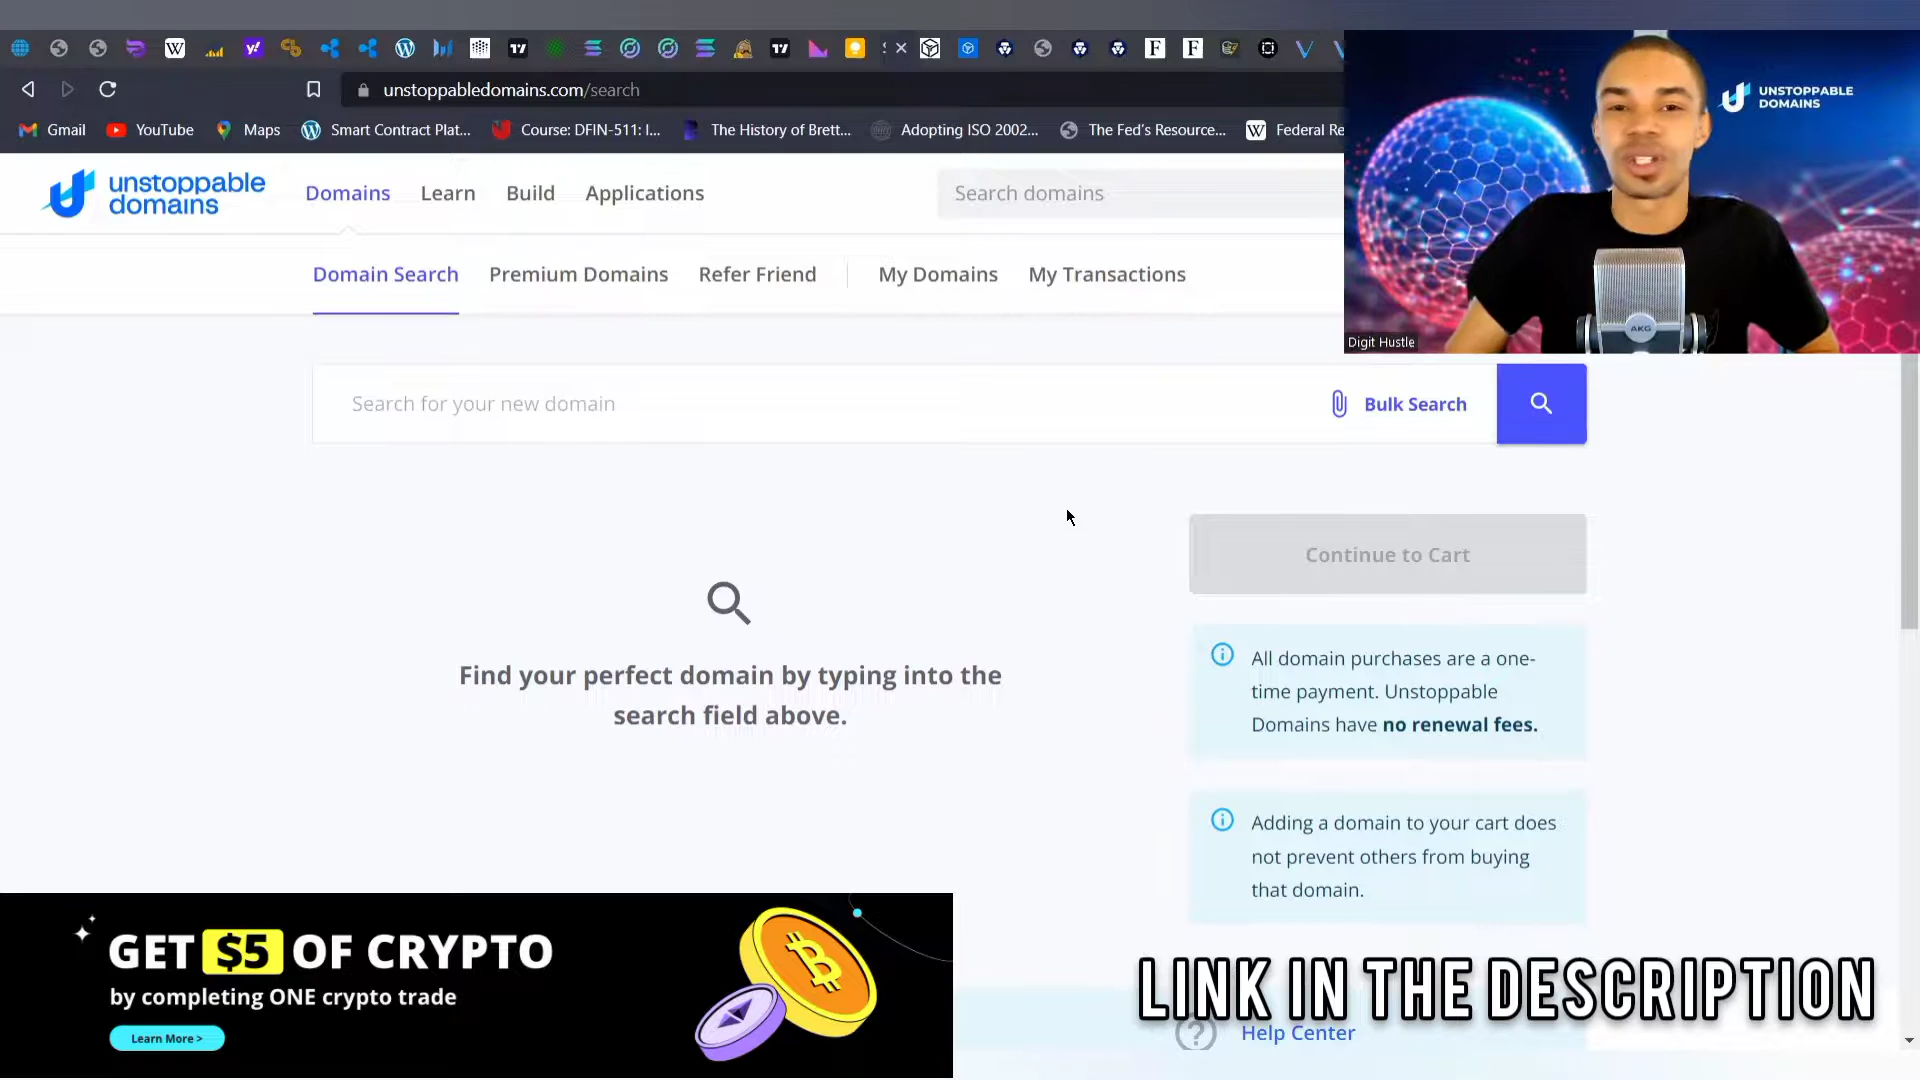 unstoppabledomains.com/search
Gmail
YouTube
Maps
Smart Contract Plat...
Course: DFIN-511: I...
The History of Brett...
Adopting ISO 2002...
The Fed's Resource...
Federal Re
UNSTOPPABLE
DOMAINS
unstoppable
domains
Domains
Learn
Build
Applications
Search domains
AKG
Digit Hustle
Domain Search
Premium Domains
Refer Friend
My Domains
My Transactions
Search for your new domain
Bulk Search
Continue to Cart
Find your perfect domain by typing into the
search field above.
All domain purchases are a one-
time payment. Unstoppable
Domains have no renewal fees.
Adding a domain to your cart does
not prevent others from buying
that domain.
GET $5 OF CRYPTO
by completing ONE crypto trade
Learn More >
LINK IN THE DESCRIPTION
Help Center